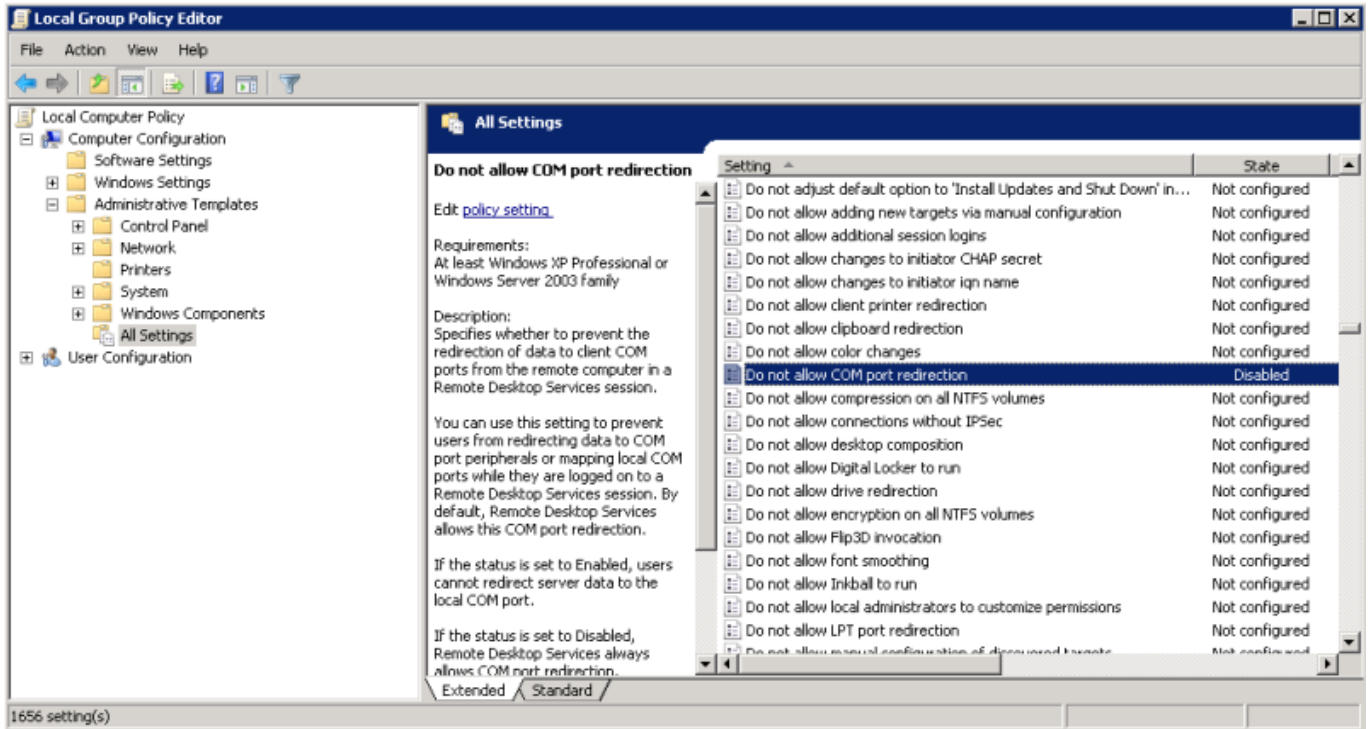 Local Group Policy Editor
File Action View Help
Local Computer Policy
Computer Configuration
Software Settings
Windows Settings
Administrative Templates
Control Panel
Network
Printers
System
Windows Components
All Settings
User Configuration
All Settings
Do not allow COM port redirection
Edit policy setting
Requirements:
At least Windows XP Professional or
Windows Server 2003 family
Description:
Specifies whether to prevent the
redirection of data to client COM
ports from the remote computer in a
Remote Desktop Services session.
You can use this setting to prevent
users from redirecting data to COM
port peripherals or mapping local COM
ports while they are logged on to a
Remote Desktop Services session. By
default, Remote Desktop Services
allows this COM port redirection.
If the status is set to Enabled, users
cannot redirect server data to the
local COM port.
If the status is set to Disabled,
Remote Desktop Services always
allows COM port redirection.
Setting State
Do not adjust default option to 'Install Updates and Shut Down' in... Not configured
Do not allow adding new targets via manual configuration Not configured
Do not allow additional session logins Not configured
Do not allow changes to initiator CHAP secret Not configured
Do not allow changes to initiator iqn name Not configured
Do not allow client printer redirection Not configured
Do not allow clipboard redirection Not configured
Do not allow color changes Not configured
Do not allow COM port redirection Disabled
Do not allow compression on all NTFS volumes Not configured
Do not allow connections without IPSec Not configured
Do not allow desktop composition Not configured
Do not allow Digital Locker to run Not configured
Do not allow drive redirection Not configured
Do not allow encryption on all NTFS volumes Not configured
Do not allow Flip3D invocation Not configured
Do not allow font smoothing Not configured
Do not allow Inkball to run Not configured
Do not allow local administrators to customize permissions Not configured
Do not allow LPT port redirection Not configured
Do not allow manual configuration of discovered targets Not configured
Extended Standard
1656 setting(s)